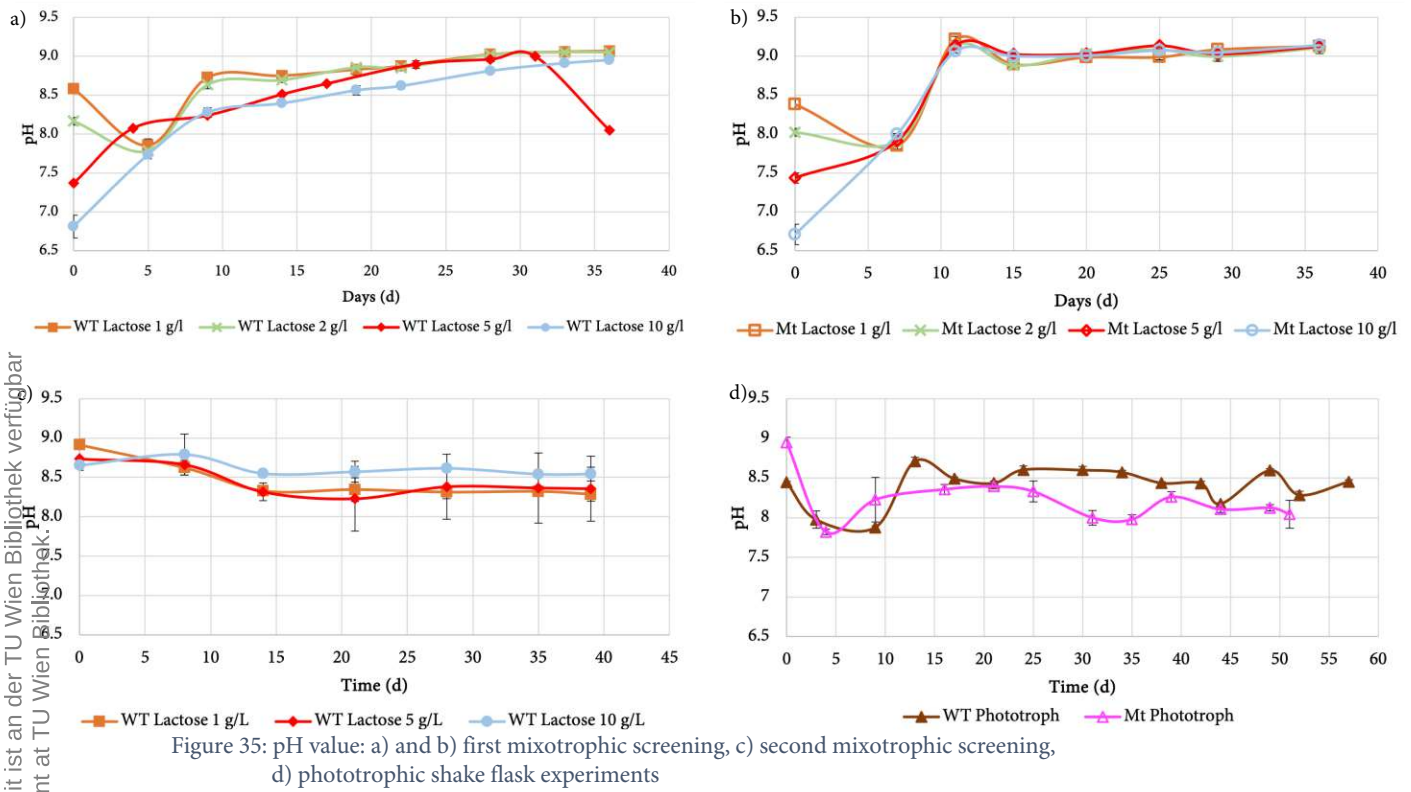 a)
9.5
9.0
8.5
8.0
7.5
7.0
6.5
pH
0 5 10 15 20 25 30 35 40
Days (d)
WT Lactose 1 g/l WT Lactose 2 g/l WT Lactose 5 g/l WT Lactose 10 g/l
b)
9.5
9.0
8.5
8.0
7.5
7.0
6.5
pH
0 5 10 15 20 25 30 35 40
Days (d)
Mt Lactose 1 g/l Mt Lactose 2 g/l Mt Lactose 5 g/l Mt Lactose 10 g/l
c)
9.5
9.0
8.5
8.0
7.5
7.0
6.5
pH
0 5 10 15 20 25 30 35 40 45
Time (d)
WT Lactose 1 g/L WT Lactose 5 g/L WT Lactose 10 g/L
d)
9.5
9
8.5
8
7.5
7
6.5
pH
0 5 10 15 20 25 30 35 40 45 50 55 60
Time (d)
WT Phototroph Mt Phototroph
Figure 35: pH value: a) and b) first mixotrophic screening, c) second mixotrophic screening,
d) phototrophic shake flask experiments
it ist an der TU Wien Bibliothek verfügbar
nt at TU Wien Bibliothek.